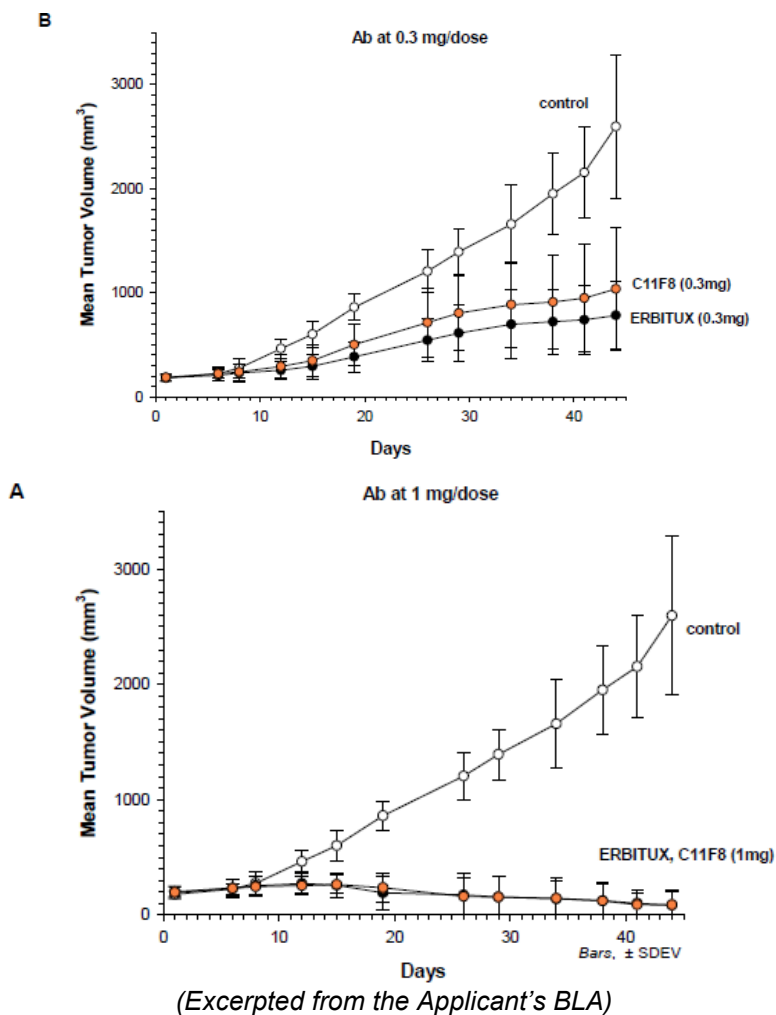 B
Ab at 0.3 mg/dose
Mean Tumor Volume (mm³)
3000
2000
1000
0
control
C11F8 (0.3mg)
ERBITUX (0.3mg)
0 10 20 30 40
Days
A
Ab at 1 mg/dose
Mean Tumor Volume (mm³)
3000
2000
1000
0
control
ERBITUX, C11F8 (1mg)
0 10 20 30 40
Bars, ± SDEV
Days
(Excerpted from the Applicant's BLA)